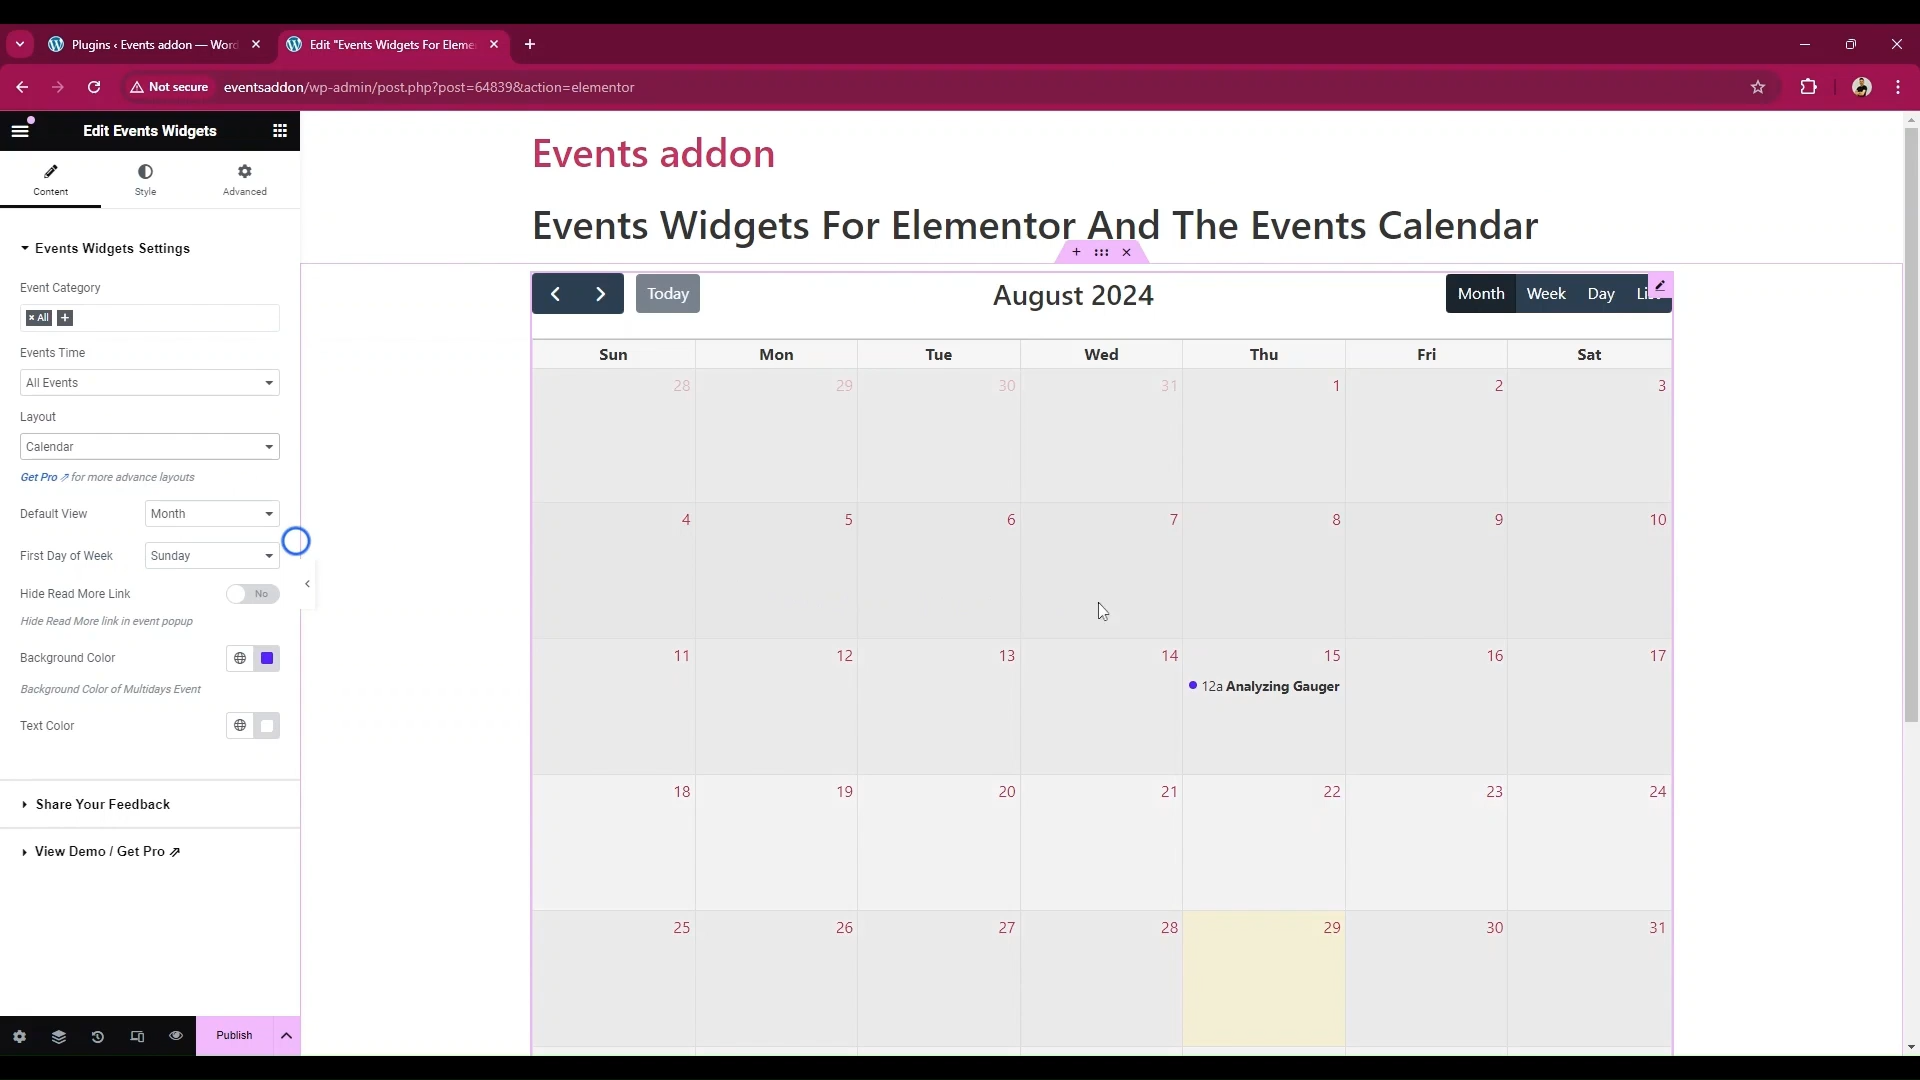 Plugins ‹ Events addon — Word
Edit "Events Widgets For Eleme
Not secure
eventsaddon/wp-admin/post.php?post=64839&action=elementor
Edit Events Widgets
Content
Style
Advanced
Events Widgets Settings
Event Category
× All +
Events Time
All Events
Layout
Calendar
Get Pro ⇗ for more advance layouts
Default View
Month
First Day of Week
Sunday
Hide Read More Link
No
Hide Read More link in event popup
Background Color
Background Color of Multidays Event
Text Color
Share Your Feedback
View Demo / Get Pro ⇗
Publish
Events addon
Events Widgets For Elementor And The Events Calendar
Today
August 2024
Month Week Day
Sun Mon Tue Wed Thu Fri Sat
28 29 30 31 1 2 3
4 5 6 7 8 9 10
11 12 13 14 15 16 17
12a Analyzing Gauger
18 19 20 21 22 23 24
25 26 27 28 29 30 31